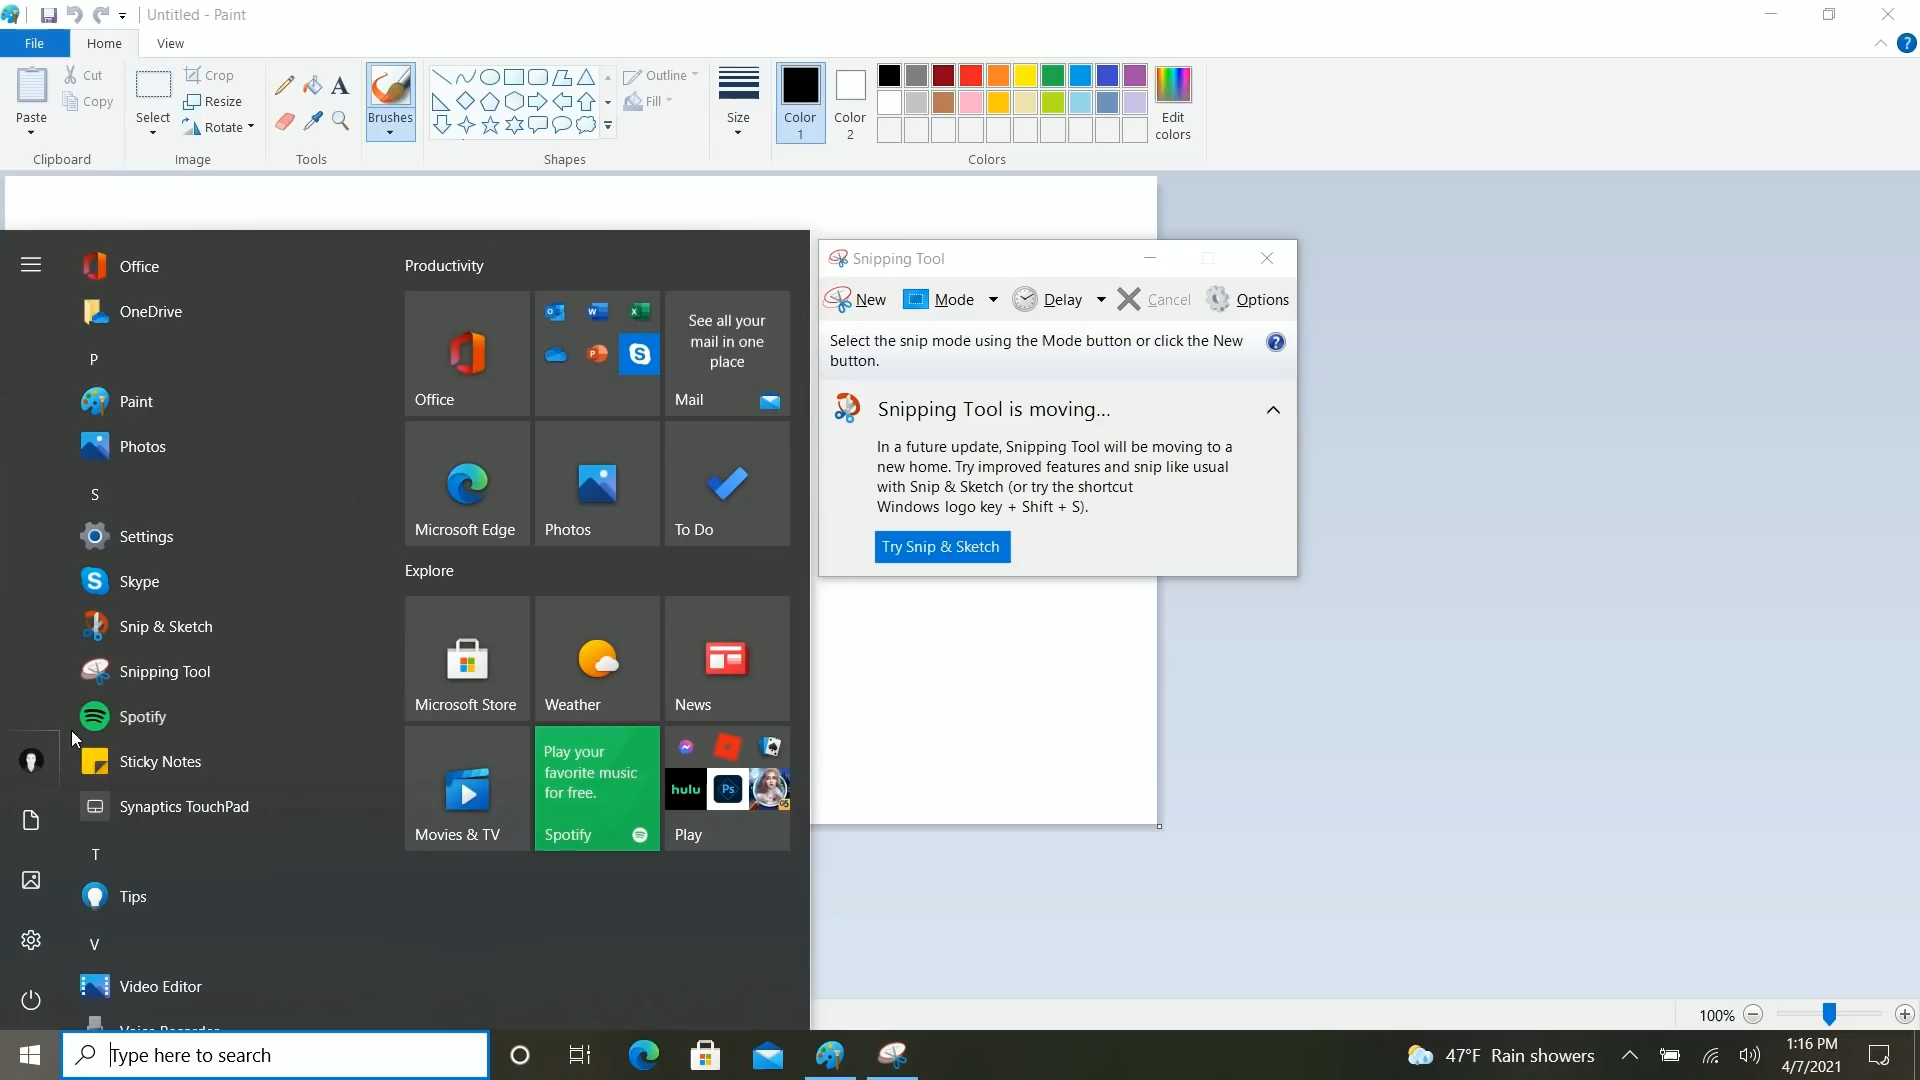 Untitled - Paint
File
Home
View
?
Paste
Cut
Copy
Clipboard
Select
Crop
Resize
Rotate
Image
A
Tools
Brushes
Outline
Fill
Shapes
Size
Color
1
Color
2
Edit
colors
Colors
Office
OneDrive
P
Paint
Photos
S
Settings
Skype
Snip & Sketch
Snipping Tool
Spotify
Sticky Notes
Synaptics TouchPad
T
Tips
V
Video Editor
Voice Recorder
Productivity
Office
See all your
mail in one
place
Mail
Microsoft Edge
Photos
To Do
Explore
Microsoft Store
Weather
News
Movies & TV
Play your
favorite music
for free.
Spotify
hulu
Ps
Play
Snipping Tool
New
Mode
Delay
Cancel
Options
Select the snip mode using the Mode button or click the New
button.
?
Snipping Tool is moving...
In a future update, Snipping Tool will be moving to a
new home. Try improved features and snip like usual
with Snip & Sketch (or try the shortcut
Windows logo key + Shift + S).
Try Snip & Sketch
100%
Type here to search
47°F Rain showers
1:16 PM
4/7/2021